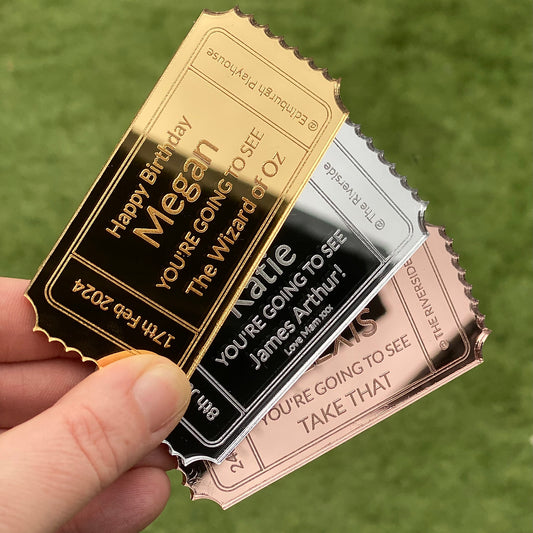 Happy Birthday
Megan
YOU'RE GOING TO SEE
The Wizard of Oz
17th Feb 2024
@Edinburgh Playhouse
Katie
YOU'RE GOING TO SEE
James Arthur!
Love Mam xxx
8th
@The Riverside
YOU'RE GOING TO SEE
TAKE THAT
24
@THE RIVERSIDE